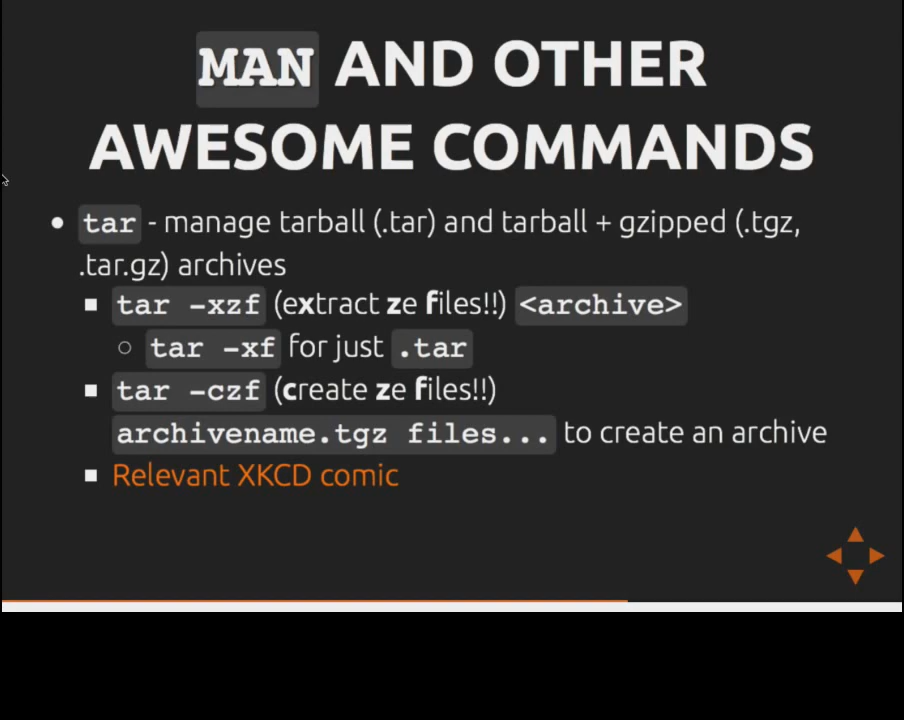 MAN AND OTHER
AWESOME COMMANDS
tar - manage tarball (.tar) and tarball + gzipped (.tgz,
.tar.gz) archives
tar -xzf (extract ze files!!) <archive>
tar -xf for just .tar
tar -czf (create ze files!!)
archivename.tgz files... to create an archive
Relevant XKCD comic